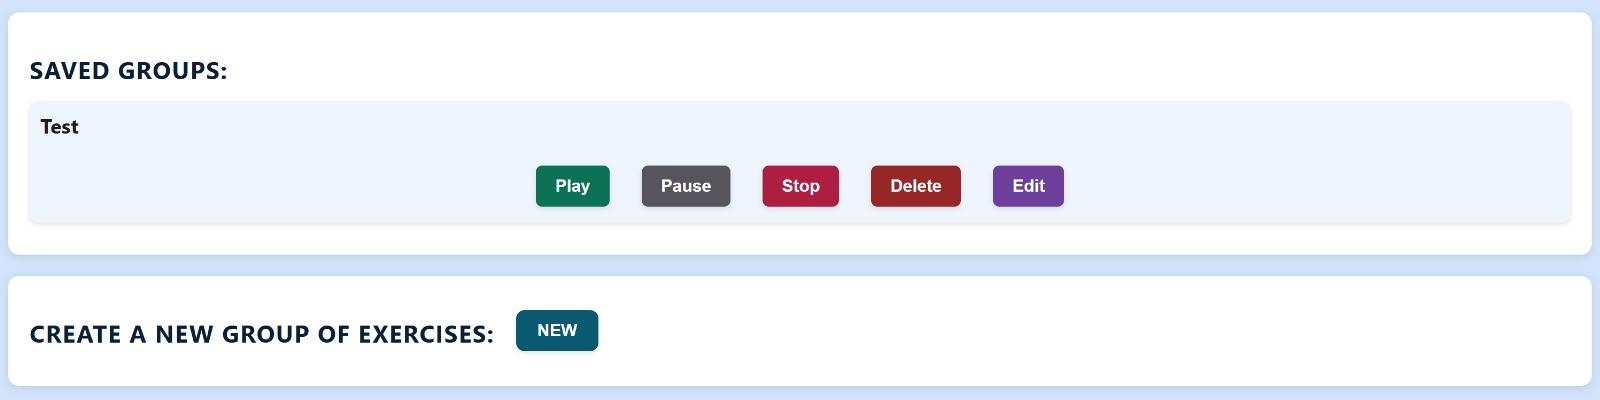 SAVED GROUPS:
Test
Play Pause Stop Delete Edit
CREATE A NEW GROUP OF EXERCISES: NEW